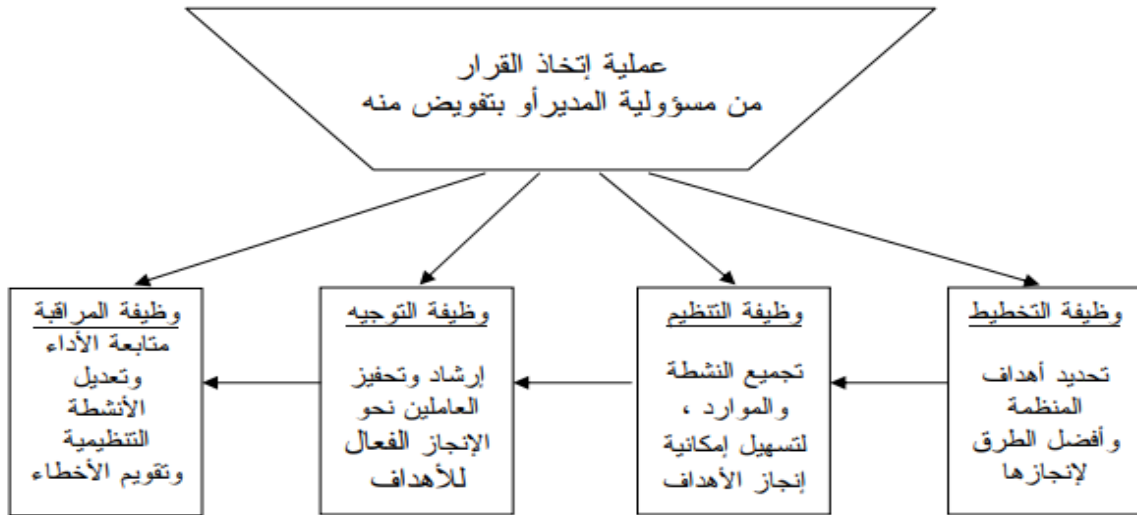 عملية إتخاذ القرار
من مسؤولية المديرأو بتفويض منه
وظيفة التخطيط
تحديد أهداف
المنظمة
وأفضل الطرق
لإنجازها
وظيفة التنظيم
تجميع النشطة
والموارد ،
لتسهيل إمكانية
إنجاز الأهداف
وظيفة التوجيه
إرشاد وتحفيز
العاملين نحو
الإنجاز الفعال
للأهداف
وظيفة المراقبة
متابعة الأداء
وتعديل
الأنشطة
التنظيمية
وتقويم الأخطاء